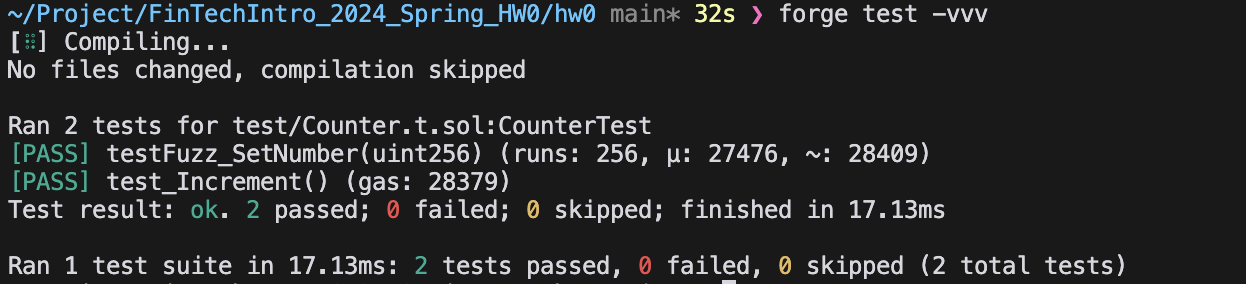 ~/Project/FinTechIntro_2024_Spring_HW0/hw0 main* 32s ❯ forge test -vvv
[⠿] Compiling...
No files changed, compilation skipped
Ran 2 tests for test/Counter.t.sol:CounterTest
[PASS] testFuzz_SetNumber(uint256) (runs: 256, μ: 27476, ~: 28409)
[PASS] test_Increment() (gas: 28379)
Test result: ok. 2 passed; 0 failed; 0 skipped; finished in 17.13ms
Ran 1 test suite in 17.13ms: 2 tests passed, 0 failed, 0 skipped (2 total tests)